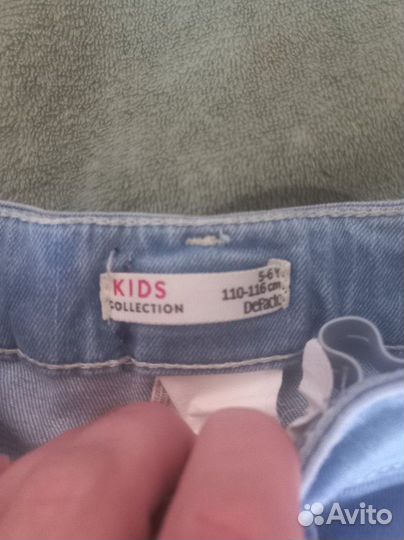 KIDS
COLLECTION
5-6 Y
110-116 cm
DeFacto
Avito